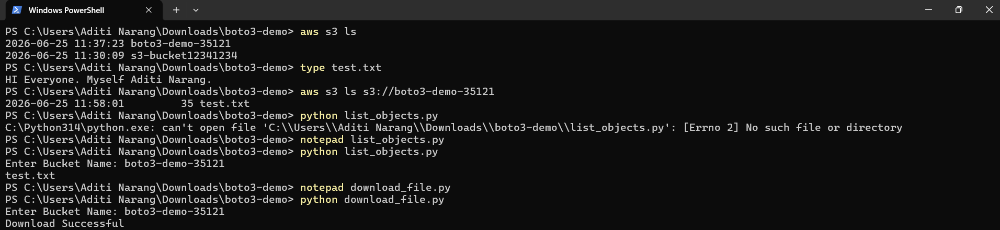 Windows PowerShell
PS C:\Users\Aditi Narang\Downloads\boto3-demo> aws s3 ls
2026-06-25 11:37:23 boto3-demo-35121
2026-06-25 11:30:09 s3-bucket12341234
PS C:\Users\Aditi Narang\Downloads\boto3-demo> type test.txt
HI Everyone. Myself Aditi Narang.
PS C:\Users\Aditi Narang\Downloads\boto3-demo> aws s3 ls s3://boto3-demo-35121
2026-06-25 11:58:01         35 test.txt
PS C:\Users\Aditi Narang\Downloads\boto3-demo> python list_objects.py
C:\Python314\python.exe: can't open file 'C:\\Users\\Aditi Narang\\Downloads\\boto3-demo\\list_objects.py': [Errno 2] No such file or directory
PS C:\Users\Aditi Narang\Downloads\boto3-demo> notepad list_objects.py
PS C:\Users\Aditi Narang\Downloads\boto3-demo> python list_objects.py
Enter Bucket Name: boto3-demo-35121
test.txt
PS C:\Users\Aditi Narang\Downloads\boto3-demo> notepad download_file.py
PS C:\Users\Aditi Narang\Downloads\boto3-demo> python download_file.py
Enter Bucket Name: boto3-demo-35121
Download Successful